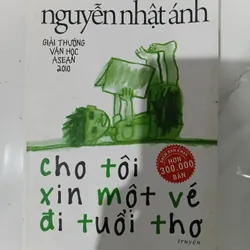 nguyễn nhật ánh
GIẢI THƯỞNG
VĂN HỌC
ASEAN
2010
cho tôi
xin một vé
đi tuổi thơ
HƠN
300.000
BẢN
truyện